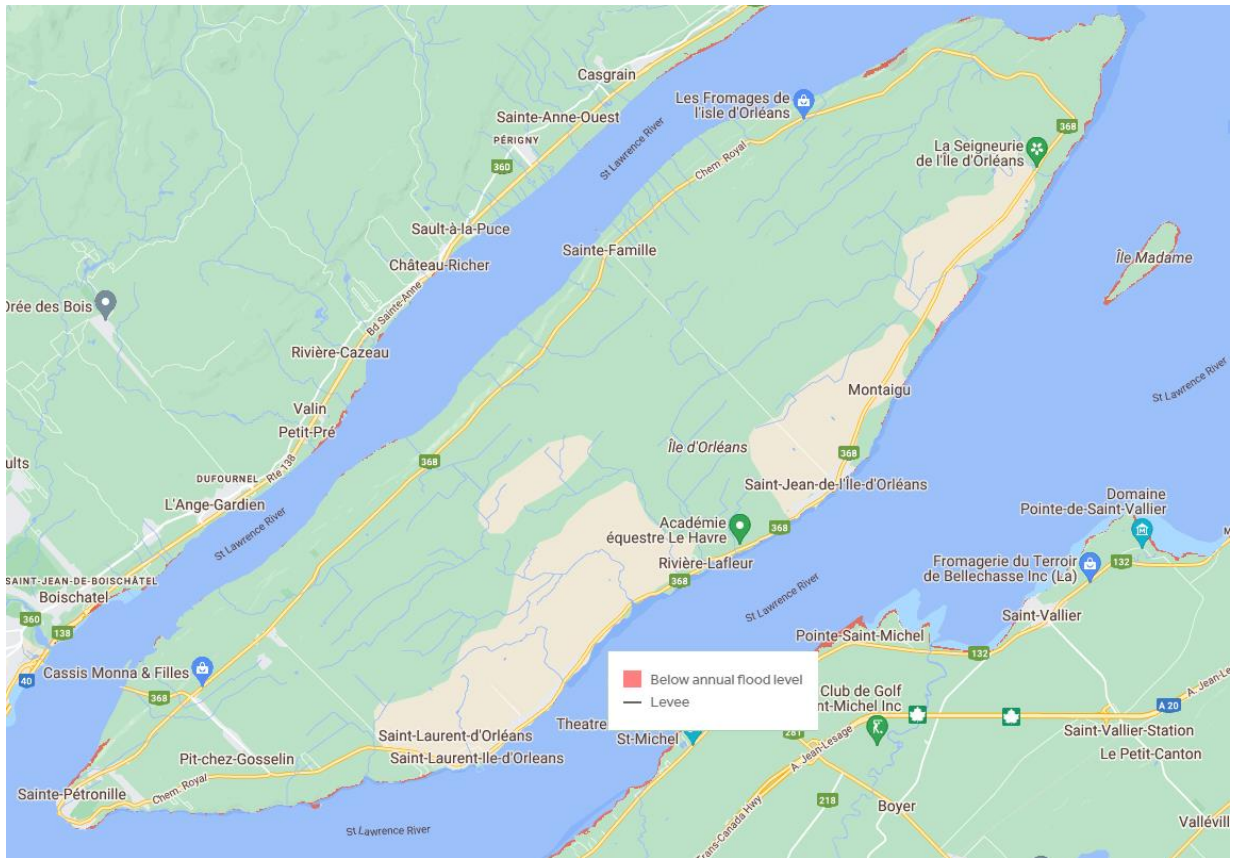 Casgrain
Les Fromages de
l'isle d'Orléans
Sainte-Anne-Ouest
368
PÉRIGNY
La Seigneurie
de l'Île d'Orléans
360
St Lawrence River
Chem. Royal
Sault-à-la-Puce
Sainte-Famille
Château-Richer
Île Madame
Orée des Bois
Bd Sainte-Anne
Rivière-Cazeau
St Lawrence River
Montaigu
Valin
Petit-Pré
Île d'Orléans
368
368
ults
Rte 138
DUFOURNEL
Saint-Jean-de-l'Île-d'Orléans
L'Ange-Gardien
Domaine
Pointe-de-Saint-Vallier
Académie
équestre Le Havre
368
St Lawrence River
M
132
Rivière-Lafleur
Fromagerie du Terroir
de Bellechasse Inc (La)
SAINT-JEAN-DE-BOISCHÂTEL
368
Boischatel
St Lawrence River
Saint-Vallier
360
138
Pointe-Saint-Michel
132
Cassis Monna & Filles
40
Below annual flood level
A. Jean-Le
368
Club de Golf
int-Michel Inc
A 20
Levee
Theatre
Saint-Vallier-Station
Saint-Laurent-d'Orléans
St-Michel
281
A. Jean-Lesage
Pit-chez-Gosselin
Saint-Laurent-Ile-d'Orleans
Le Petit-Canton
Sainte-Pétronille
Chem. Royal
218
Boyer
Trans-Canada Hwy
Vallévill
St Lawrence River